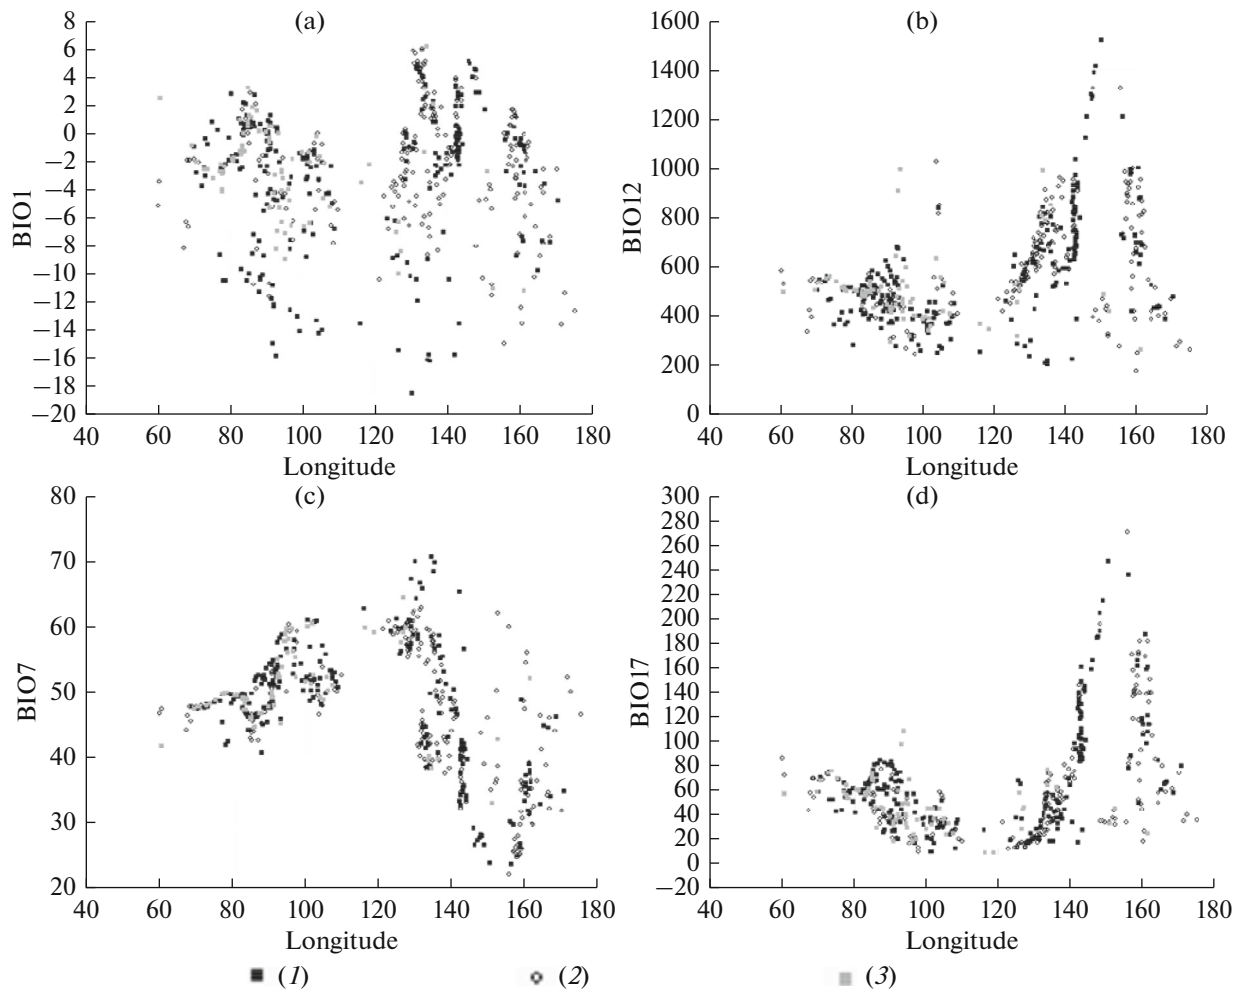 (a)
8
6
4
2
0
−2
−4
−6
−8
−10
−12
−14
−16
−18
−20
BIO1
40 60 80 100 120 140 160 180
Longitude
(b)
1600
1400
1200
1000
800
600
400
200
0
BIO12
40 60 80 100 120 140 160 180
Longitude
(c)
80
70
60
50
40
30
20
BIO7
40 60 80 100 120 140 160 180
Longitude
(d)
300
280
260
240
220
200
180
160
140
120
100
80
60
40
20
0
−20
BIO17
40 60 80 100 120 140 160 180
Longitude
(1) (2) (3)